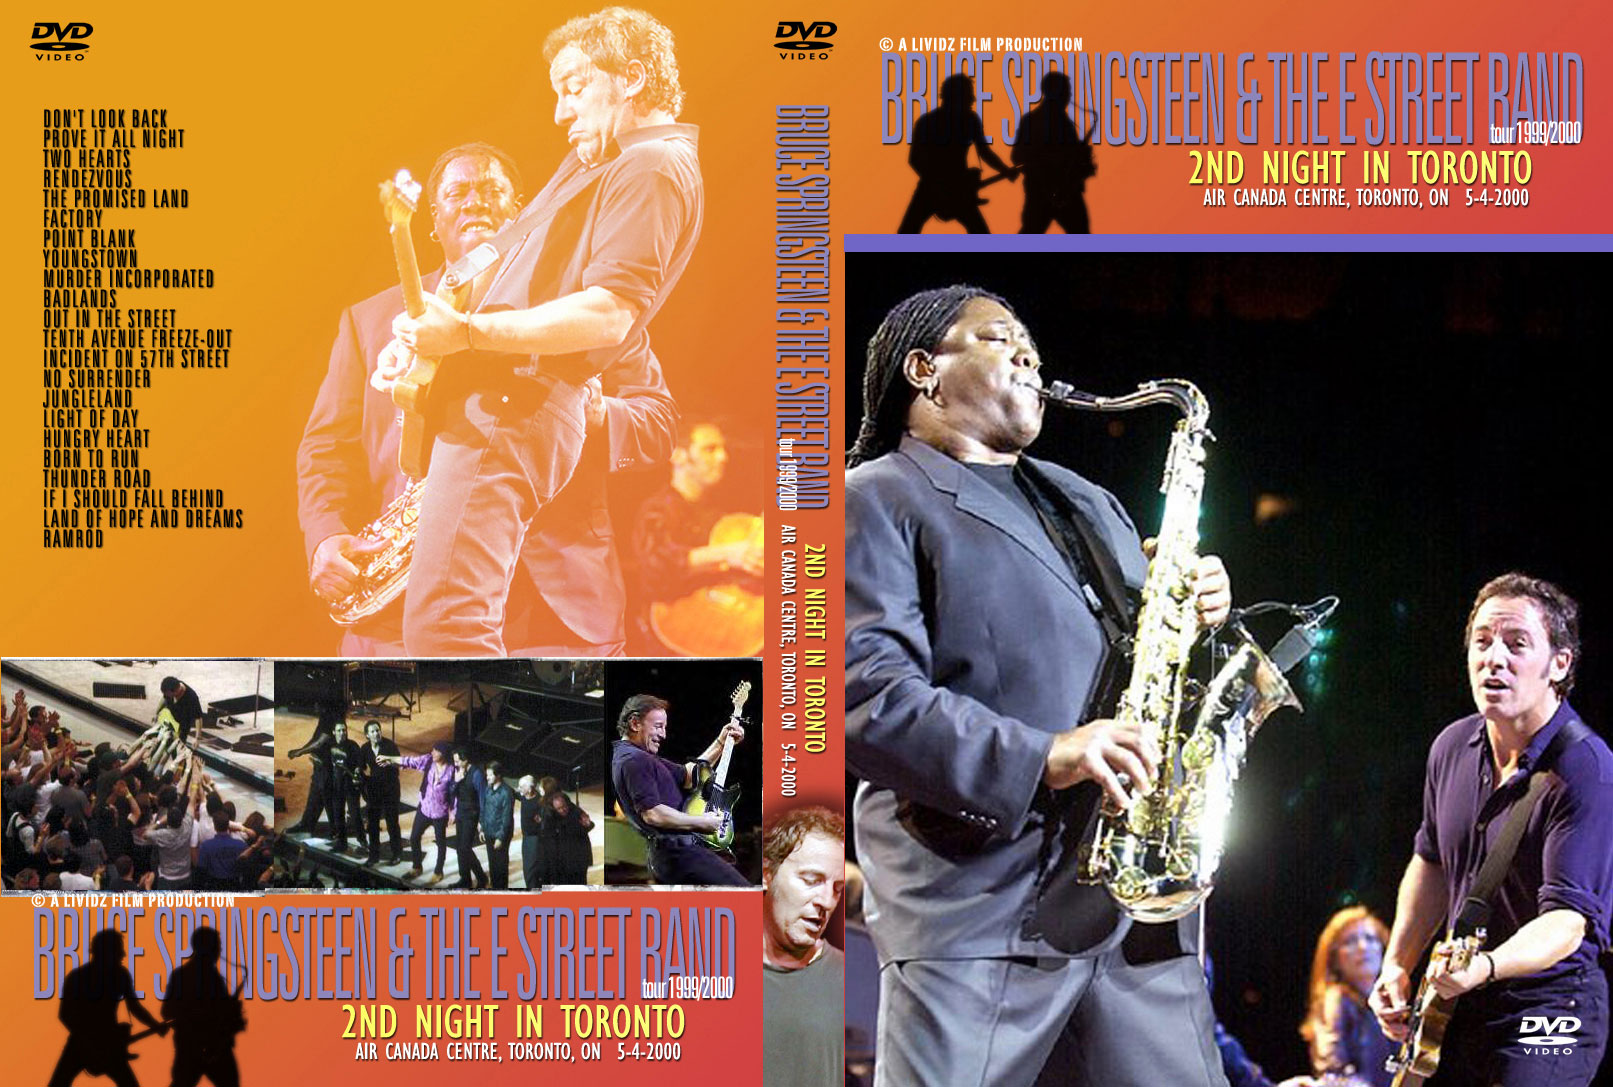 DVD
VIDEO
DON'T LOOK BACK
PROVE IT ALL NIGHT
TWO HEARTS
RENDEZVOUS
THE PROMISED LAND
FACTORY
POINT BLANK
YOUNGSTOWN
MURDER INCORPORATED
BADLANDS
OUT IN THE STREET
TENTH AVENUE FREEZE-OUT
INCIDENT ON 57TH STREET
NO SURRENDER
JUNGLELAND
LIGHT OF DAY
HUNGRY HEART
BORN TO RUN
THUNDER ROAD
IF I SHOULD FALL BEHIND
LAND OF HOPE AND DREAMS
RAMROD
© A LIVIDZ FILM PRODUCTION
BRUCE SPRINGSTEEN & THE E STREET BAND
tour 1999/2000
2ND NIGHT IN TORONTO
AIR CANADA CENTRE, TORONTO, ON 5-4-2000
DVD
VIDEO
BRUCE SPRINGSTEEN & THE E STREET BAND
tour 1999/2000
2ND NIGHT IN TORONTO
AIR CANADA CENTRE, TORONTO, ON 5-4-2000
© A LIVIDZ FILM PRODUCTION
BRUCE SPRINGSTEEN & THE E STREET BAND
tour 1999/2000
2ND NIGHT IN TORONTO
AIR CANADA CENTRE, TORONTO, ON 5-4-2000
DVD
VIDEO